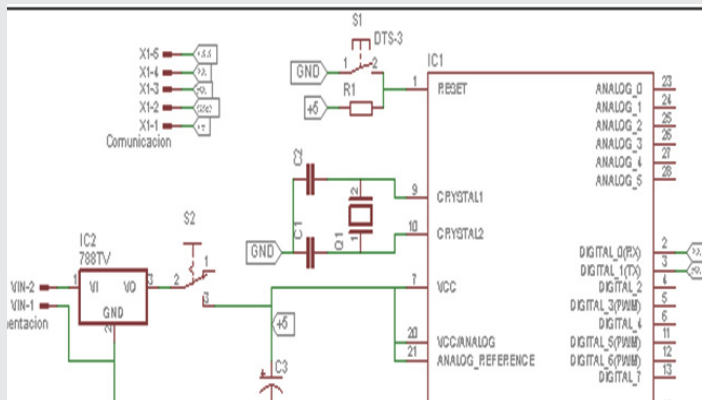 S1
DTS-3
X1-5
X1-4
X1-3
X1-2
X1-1
Comunicacion
GND
1
2
R1
+5
IC1
1
RESET
C2
C1
2
1
Q1
GND
9
CRYSTAL1
10
CRYSTAL2
7
VCC
20
VCC/ANALOG
21
ANALOG_REFERENCE
ANALOG_0
23
ANALOG_1
24
ANALOG_2
25
ANALOG_3
26
ANALOG_4
27
ANALOG_5
28
DIGITAL_0(RX)
2
DIGITAL_1(TX)
3
DIGITAL_2
4
DIGITAL_3(PWM)
5
DIGITAL_4
6
DIGITAL_5(PWM)
11
DIGITAL_6(PWM)
12
DIGITAL_7
13
S2
IC2
788TV
VIN-2
VIN-1
mentacion
1
VI
VO
3
GND
2
2
1
3
+5
C3